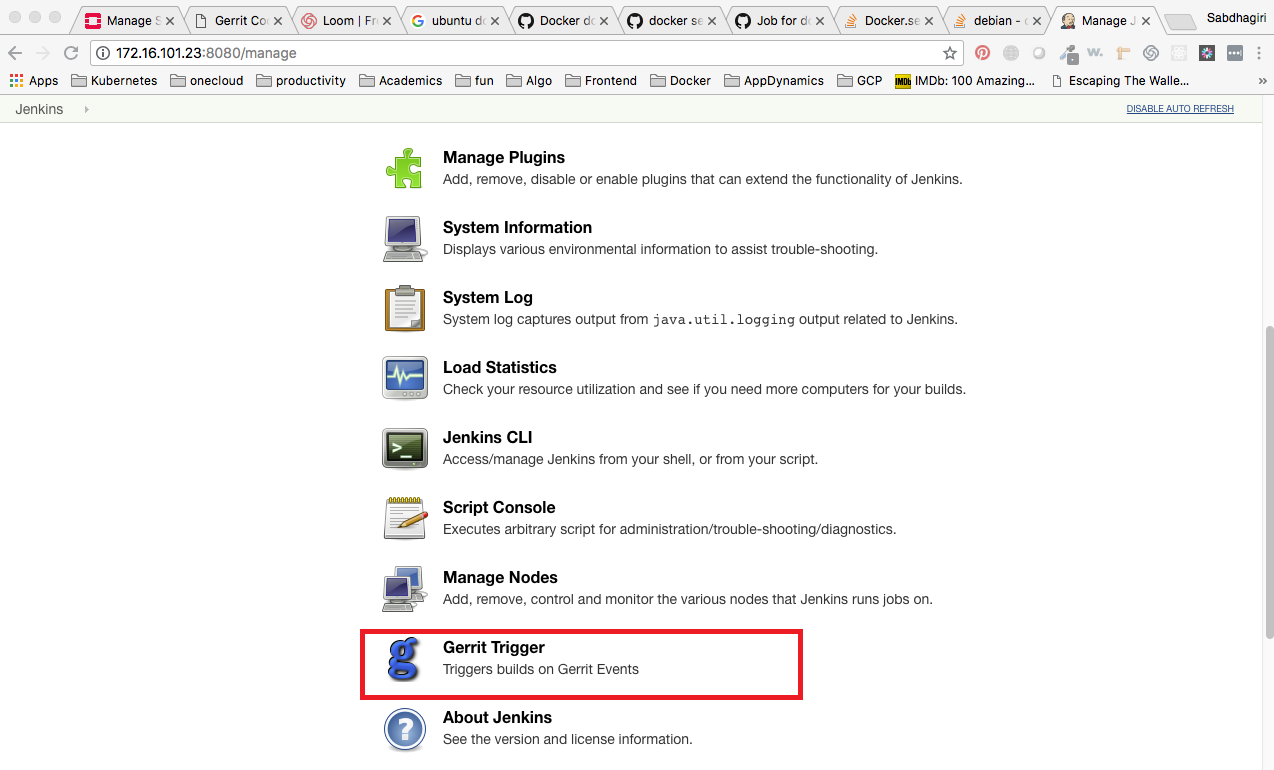 Manage S
Gerrit Co
Loom | Fr
ubuntu do
Docker do
docker se
Job for de
Docker.se
debian -
Manage J
Sabdhagiri
172.16.101.23:8080/manage
Apps
Kubernetes
onecloud
productivity
Academics
fun
Algo
Frontend
Docker
AppDynamics
GCP
IMDb: 100 Amazing...
Escaping The Walle...
»
Jenkins
DISABLE AUTO REFRESH
Manage Plugins
Add, remove, disable or enable plugins that can extend the functionality of Jenkins.
System Information
Displays various environmental information to assist trouble-shooting.
System Log
System log captures output from java.util.logging output related to Jenkins.
Load Statistics
Check your resource utilization and see if you need more computers for your builds.
Jenkins CLI
Access/manage Jenkins from your shell, or from your script.
Script Console
Executes arbitrary script for administration/trouble-shooting/diagnostics.
Manage Nodes
Add, remove, control and monitor the various nodes that Jenkins runs jobs on.
g
Gerrit Trigger
Triggers builds on Gerrit Events
?
About Jenkins
See the version and license information.